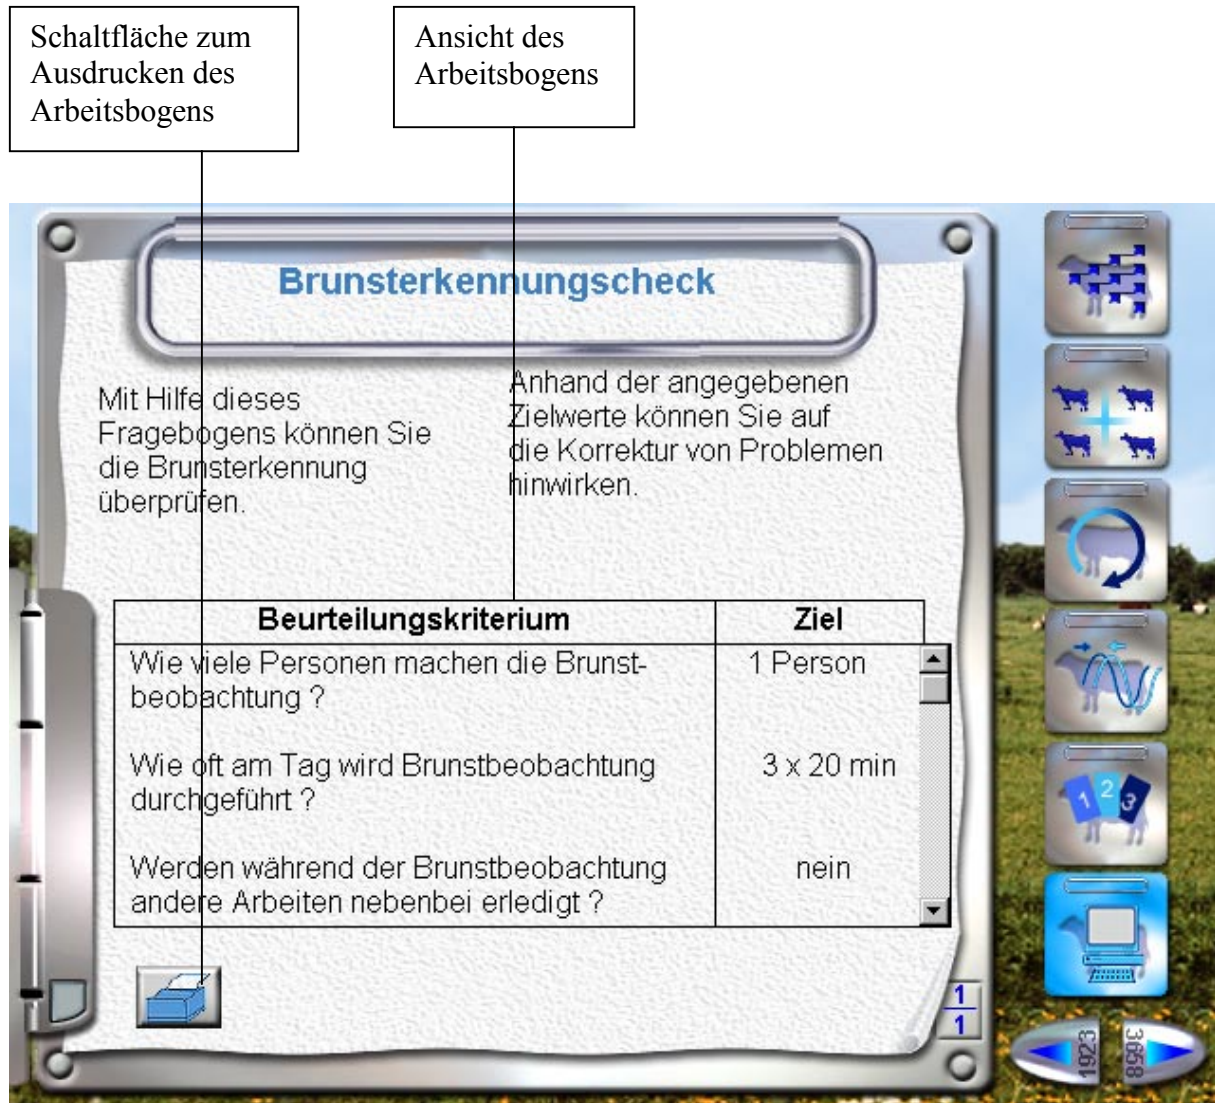 Schaltfläche zum
Ausdrucken des
Arbeitsbogens
Ansicht des
Arbeitsbogens
Brunsterkennungscheck
Mit Hilfe dieses
Fragebogens können Sie
die Brunsterkennung
überprüfen.
Anhand der angegebenen
Zielwerte können Sie auf
die Korrektur von Problemen
hinwirken.
Beurteilungskriterium Ziel
Wie viele Personen machen die Brunst- 1 Person
beobachtung ?
Wie oft am Tag wird Brunstbeobachtung 3 x 20 min
durchgeführt ?
Werden während der Brunstbeobachtung nein
andere Arbeiten nebenbei erledigt ?
1 2 3
1
1
1923
3658